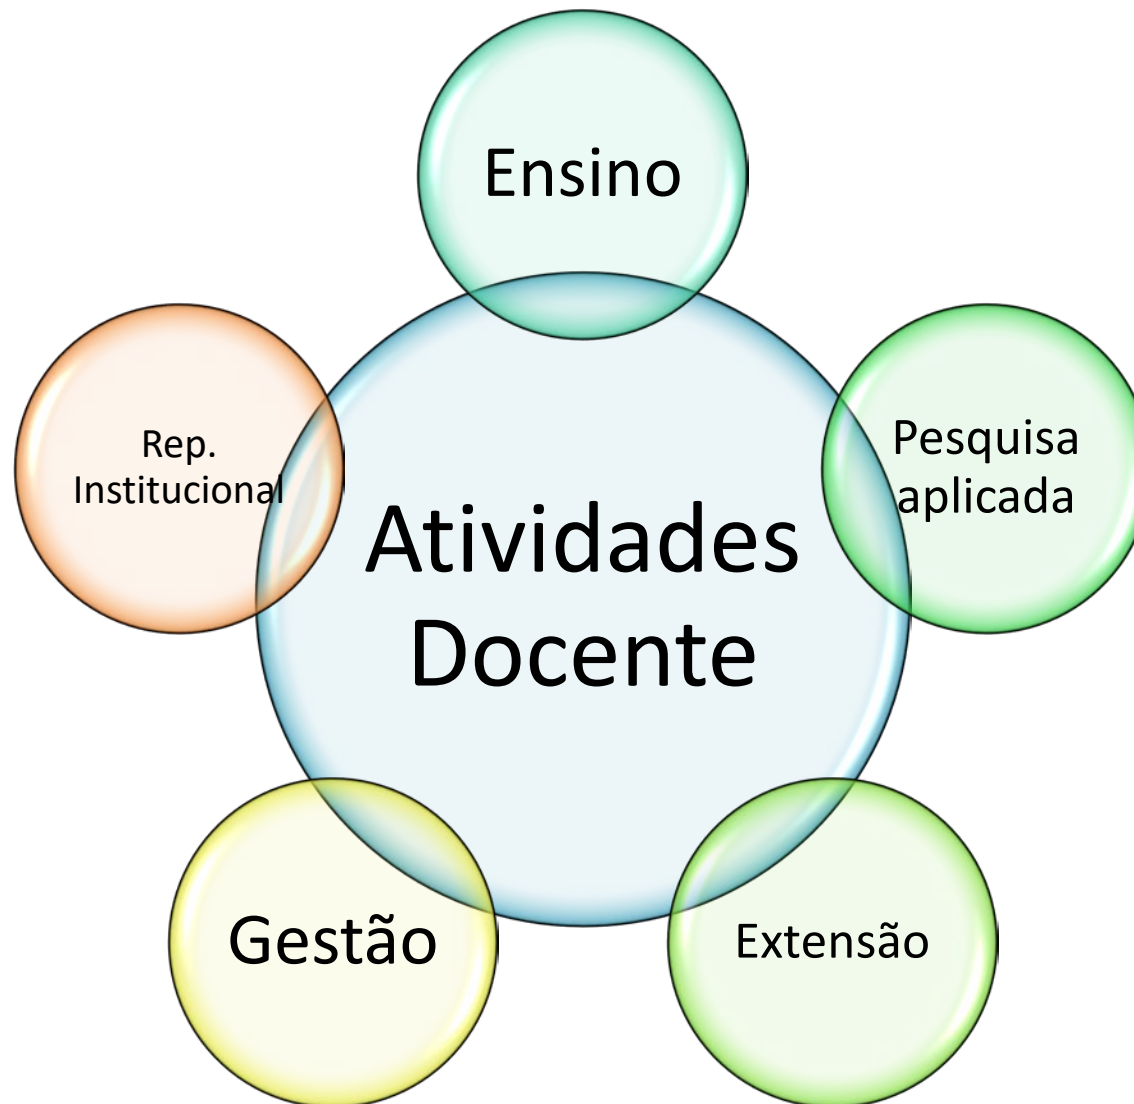 Ensino
Rep.
Institucional
Pesquisa
aplicada
Atividades
Docente
Gestão
Extensão